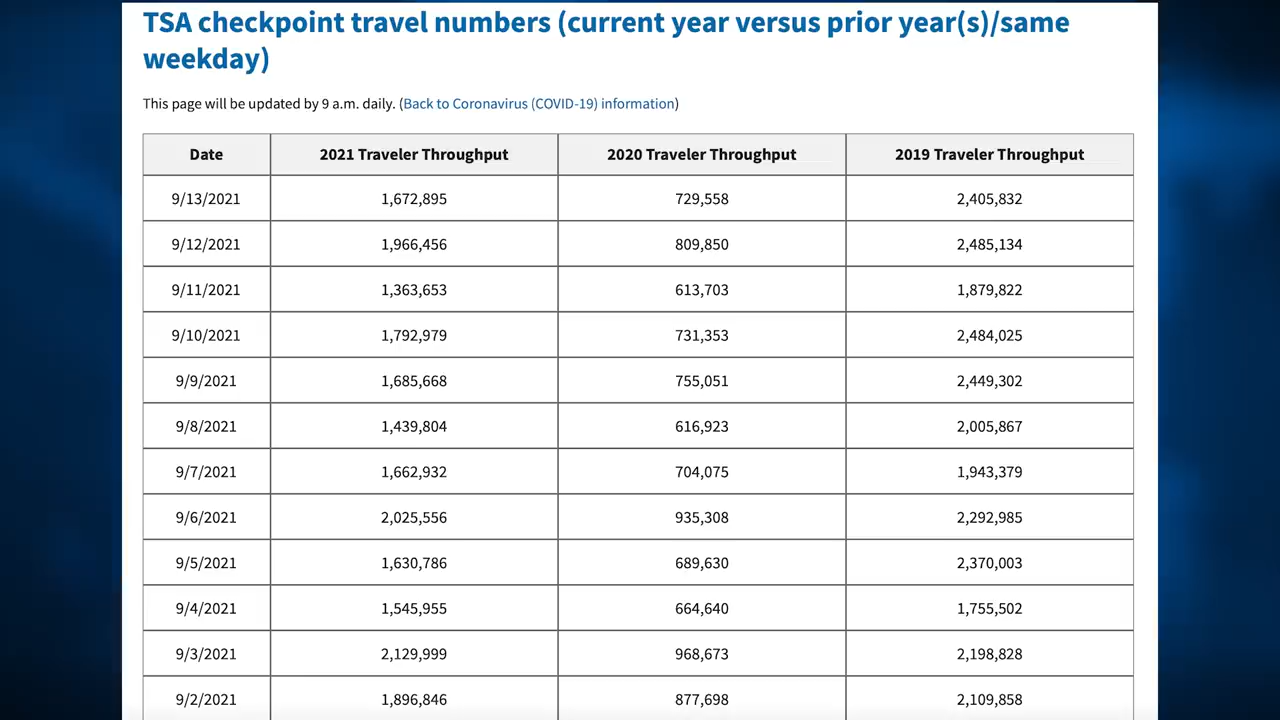 TSA checkpoint travel numbers (current year versus prior year(s)/same
weekday)
This page will be updated by 9 a.m. daily. (Back to Coronavirus (COVID-19) information)
Date 2021 Traveler Throughput 2020 Traveler Throughput 2019 Traveler Throughput
9/13/2021 1,672,895 729,558 2,405,832
9/12/2021 1,966,456 809,850 2,485,134
9/11/2021 1,363,653 613,703 1,879,822
9/10/2021 1,792,979 731,353 2,484,025
9/9/2021 1,685,668 755,051 2,449,302
9/8/2021 1,439,804 616,923 2,005,867
9/7/2021 1,662,932 704,075 1,943,379
9/6/2021 2,025,556 935,308 2,292,985
9/5/2021 1,630,786 689,630 2,370,003
9/4/2021 1,545,955 664,640 1,755,502
9/3/2021 2,129,999 968,673 2,198,828
9/2/2021 1,896,846 877,698 2,109,858